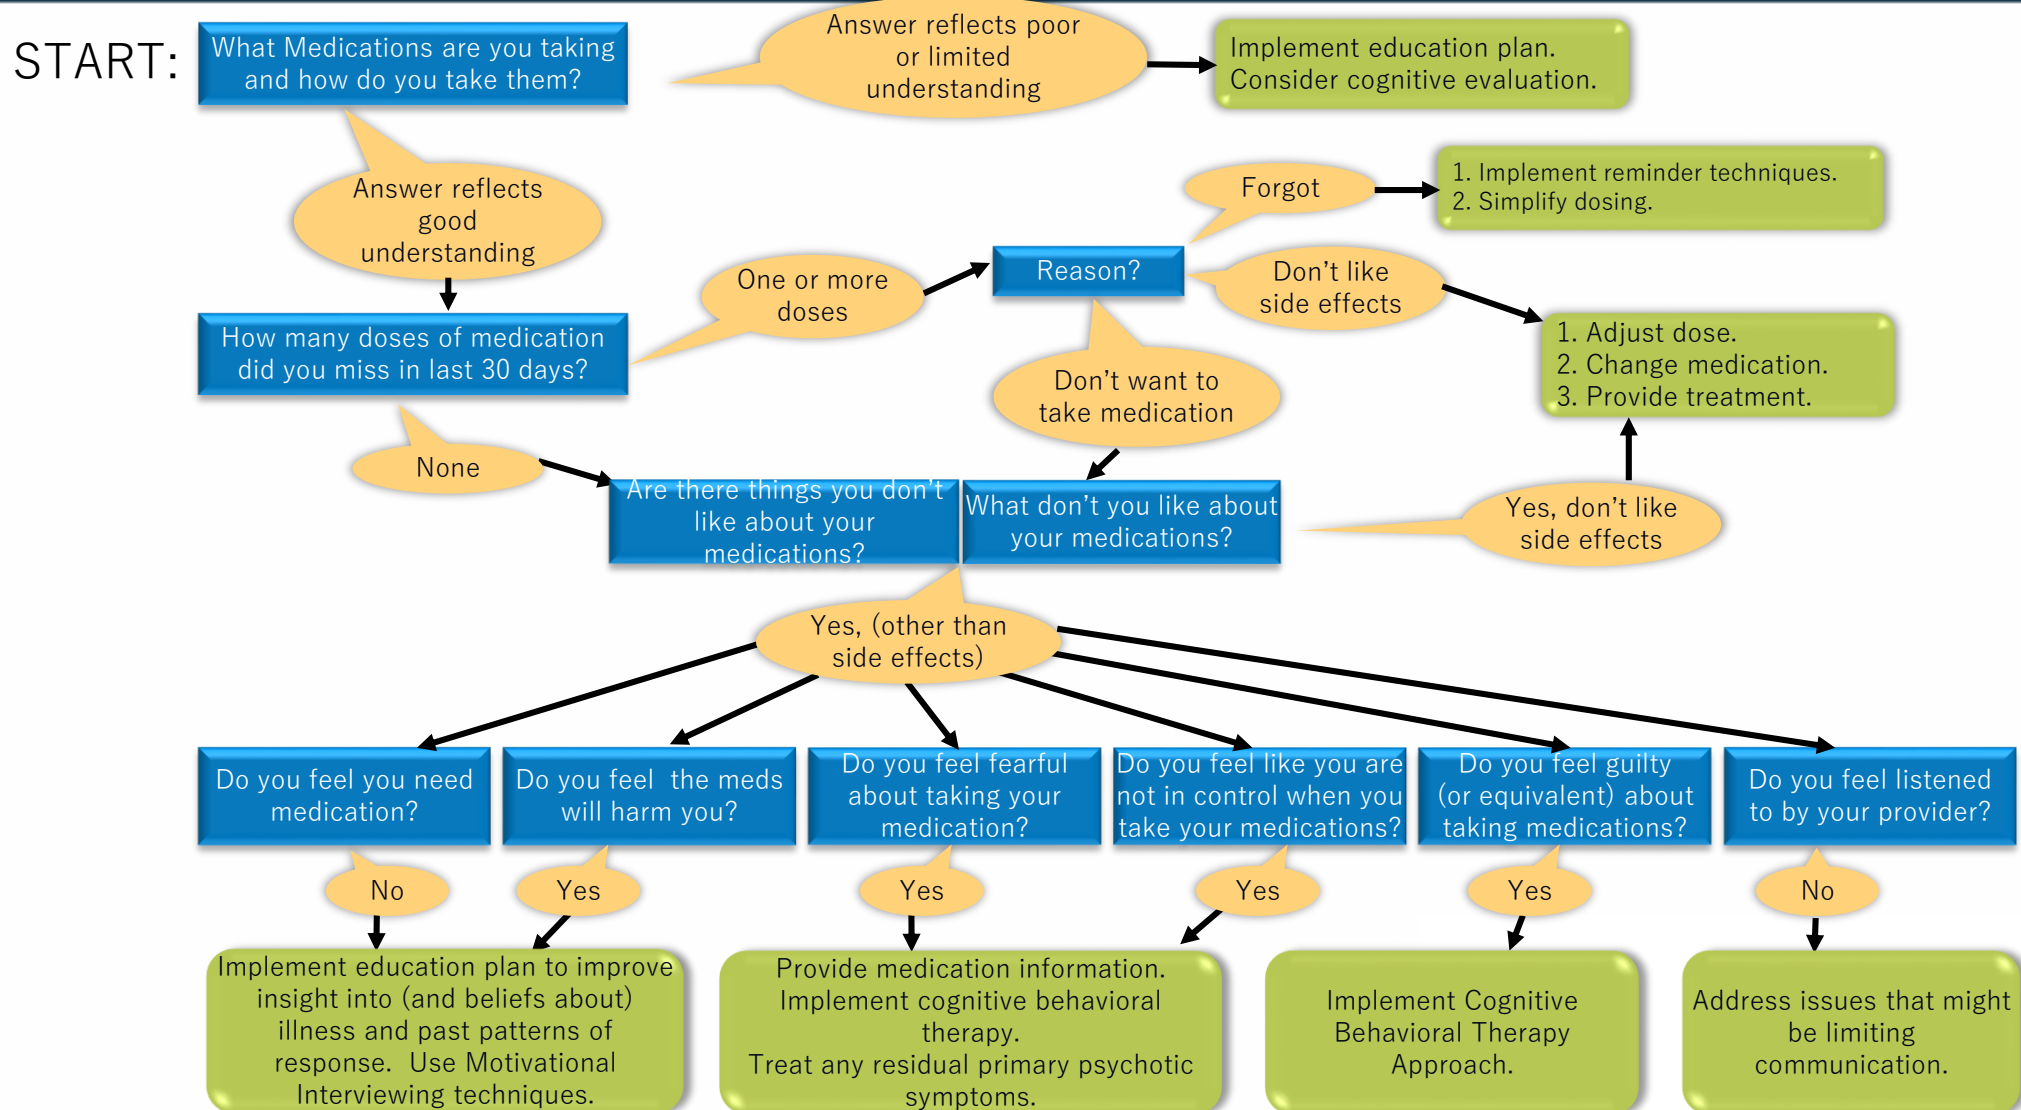 START:
What Medications are you taking
and how do you take them?
Answer reflects poor
or limited
understanding
Implement education plan.
Consider cognitive evaluation.
Answer reflects
good
understanding
Forgot
1. Implement reminder techniques.
2. Simplify dosing.
One or more
doses
Reason?
Don't like
side effects
How many doses of medication
did you miss in last 30 days?
1. Adjust dose.
2. Change medication.
3. Provide treatment.
Don't want to
take medication
None
Are there things you don't
like about your
medications?
What don't you like about
your medications?
Yes, don't like
side effects
Yes, (other than
side effects)
Do you feel you need
medication?
Do you feel  the meds
will harm you?
Do you feel fearful
about taking your
medication?
Do you feel like you are
not in control when you
take your medications?
Do you feel guilty
(or equivalent) about
taking medications?
Do you feel listened
to by your provider?
No
Yes
Yes
Yes
Yes
No
Implement education plan to improve
insight into (and beliefs about)
illness and past patterns of
response.  Use Motivational
Interviewing techniques.
Provide medication information.
Implement cognitive behavioral
therapy.
Treat any residual primary psychotic
symptoms.
Implement Cognitive
Behavioral Therapy
Approach.
Address issues that might
be limiting
communication.